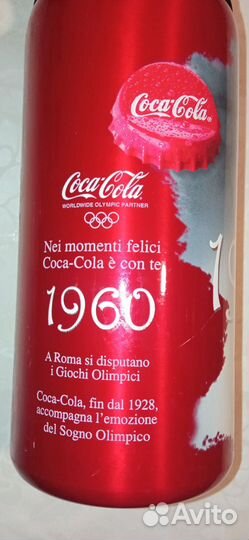 Coca-Cola
Coca-Cola
WORLDWIDE OLYMPIC PARTNER
Nei momenti felici
Coca-Cola è con te
1960
A Roma si disputano
i Giochi Olimpici
Coca-Cola, fin dal 1928,
accompagna l'emozione
del Sogno Olimpico
Avito